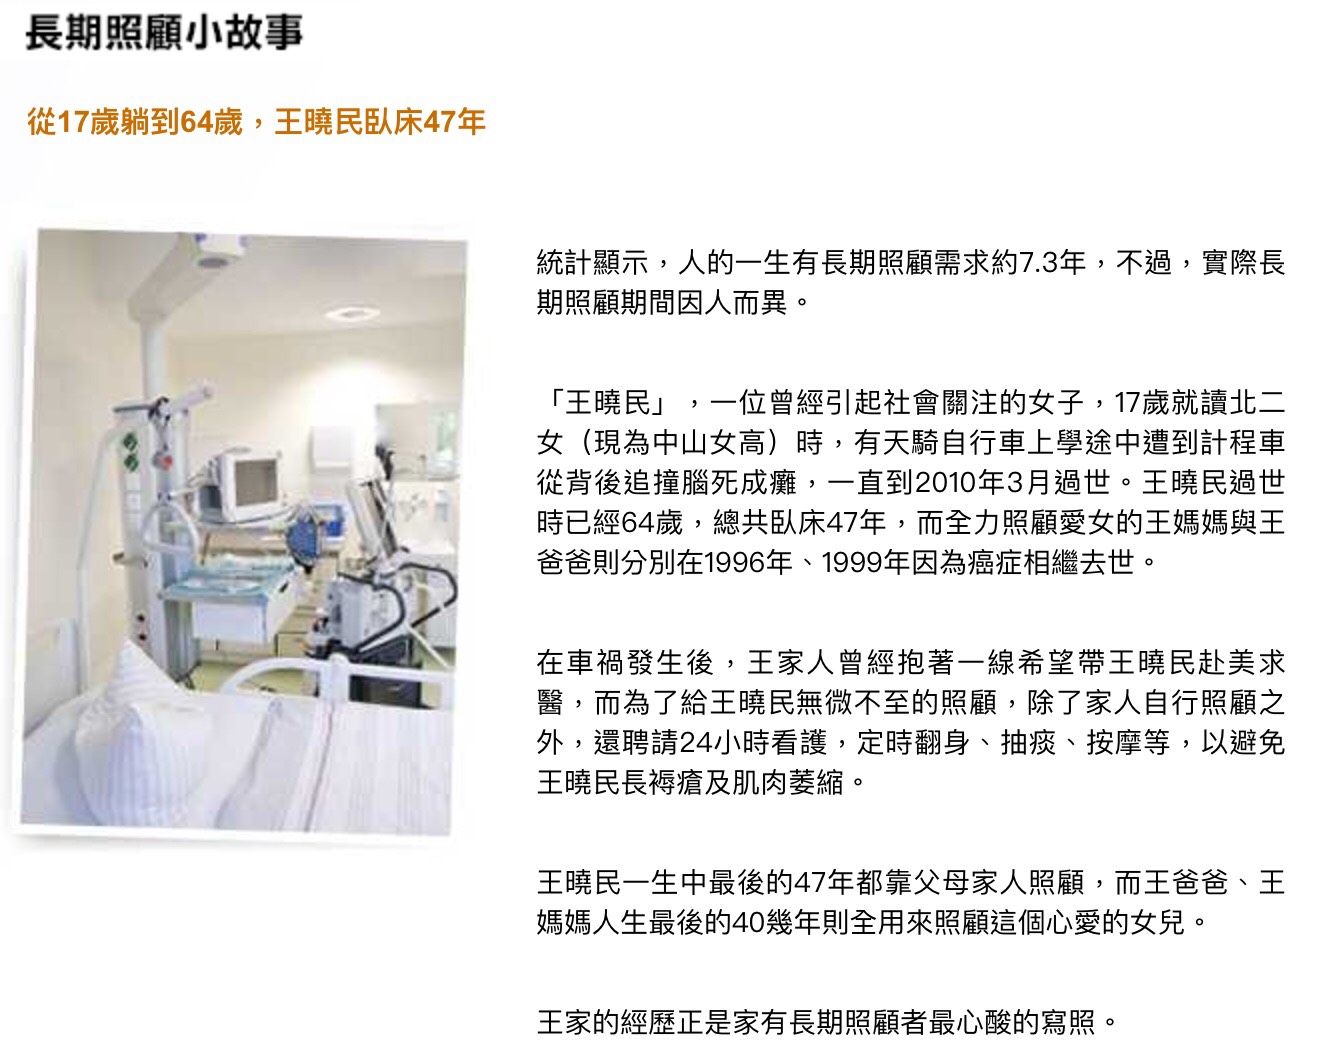 長期照顧小故事
從17歲躺到64歲，王曉民臥床47年
統計顯示，人的一生有長期照顧需求約7.3年，不過，實際長
期照顧期間因人而異。
「王曉民」，一位曾經引起社會關注的女子，17歲就讀北二
女（現為中山女高）時，有天騎自行車上學途中遭到計程車
從背後追撞腦死成癱，一直到2010年3月過世。王曉民過世
時已經64歲，總共臥床47年，而全力照顧愛女的王媽媽與王
爸爸則分別在1996年、1999年因為癌症相繼去世。
在車禍發生後，王家人曾經抱著一線希望帶王曉民赴美求
醫，而為了給王曉民無微不至的照顧，除了家人自行照顧之
外，還聘請24小時看護，定時翻身、抽痰、按摩等，以避免
王曉民長褥瘡及肌肉萎縮。
王曉民一生中最後的47年都靠父母家人照顧，而王爸爸、王
媽媽人生最後的40幾年則全用來照顧這個心愛的女兒。
王家的經歷正是家有長期照顧者最心酸的寫照。